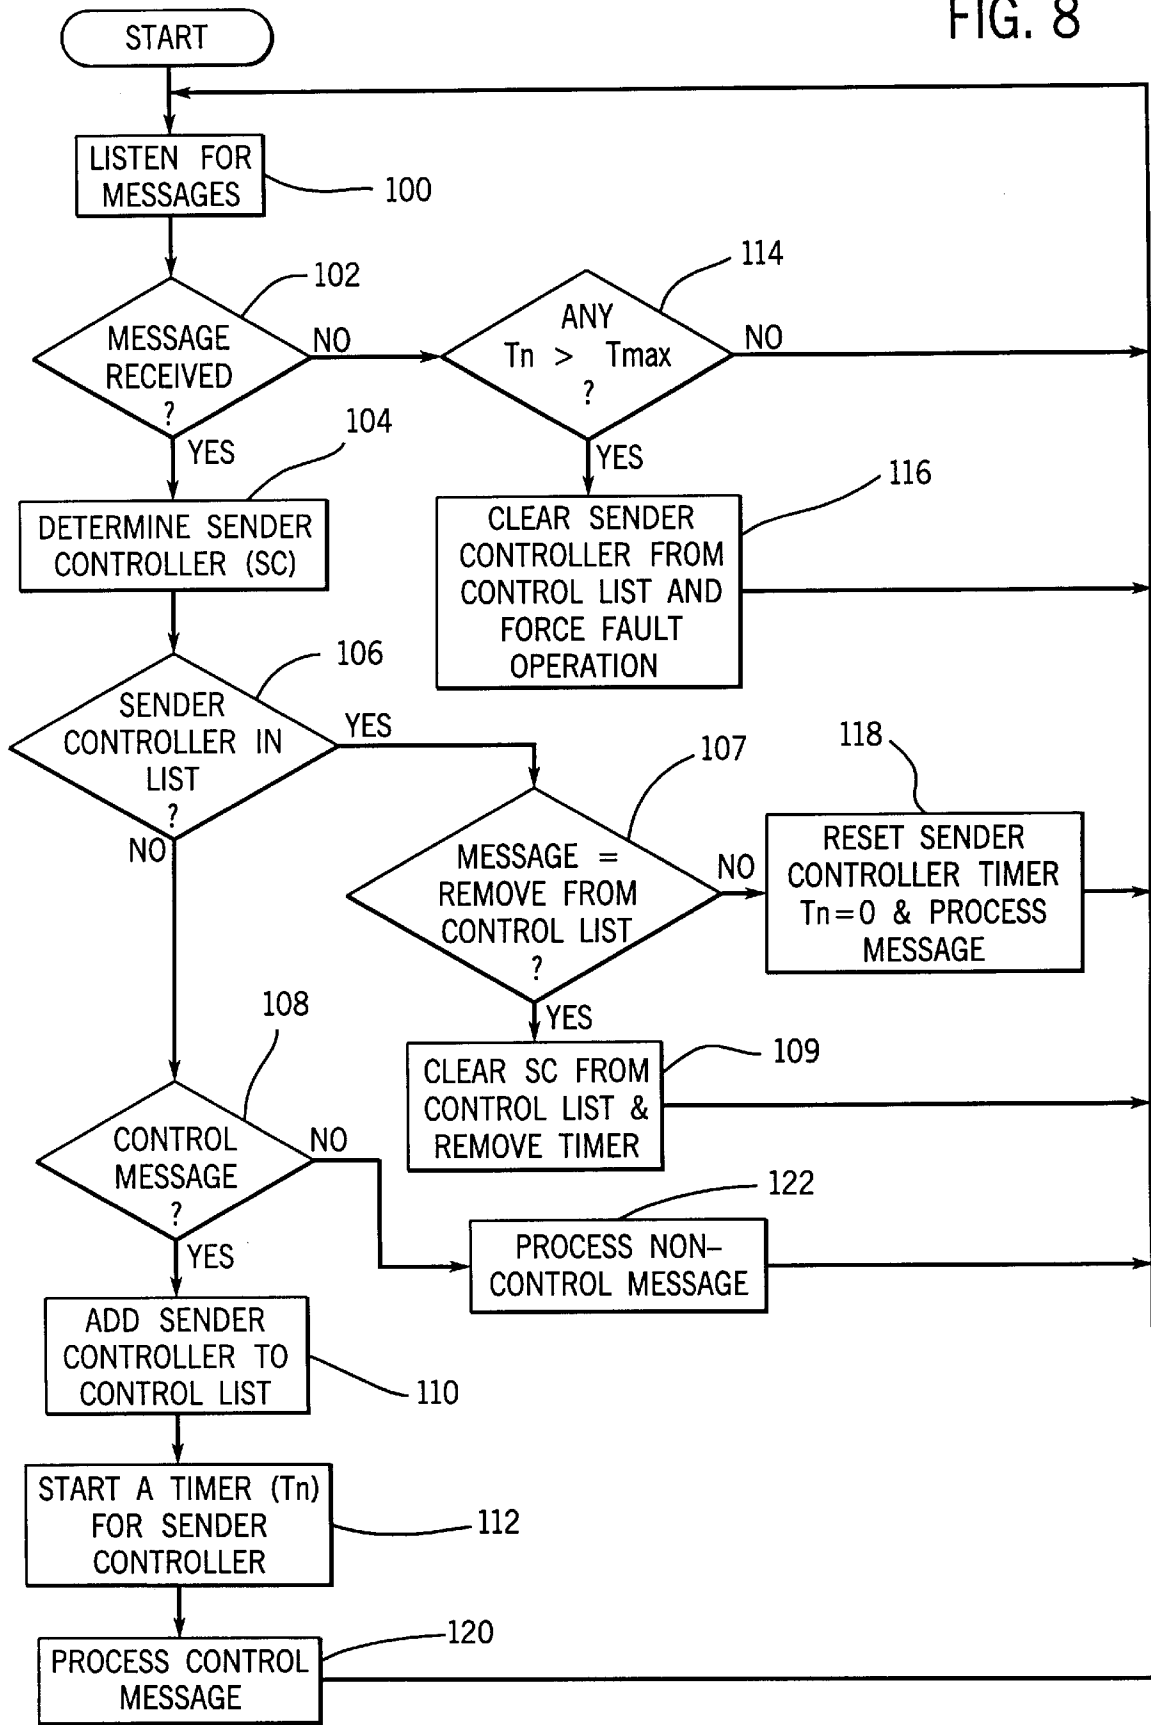 FIG. 8
START
LISTEN FOR
MESSAGES
100
102
MESSAGE
RECEIVED
?
NO
YES
114
ANY
Tn > Tmax
?
NO
YES
104
DETERMINE SENDER
CONTROLLER (SC)
116
CLEAR SENDER
CONTROLLER FROM
CONTROL LIST AND
FORCE FAULT
OPERATION
106
SENDER
CONTROLLER IN
LIST
?
YES
NO
107
MESSAGE =
REMOVE FROM
CONTROL LIST
?
NO
YES
118
RESET SENDER
CONTROLLER TIMER
Tn=0 & PROCESS
MESSAGE
109
CLEAR SC FROM
CONTROL LIST &
REMOVE TIMER
108
CONTROL
MESSAGE
?
NO
YES
122
PROCESS NON-
CONTROL MESSAGE
ADD SENDER
CONTROLLER TO
CONTROL LIST
110
START A TIMER (Tn)
FOR SENDER
CONTROLLER
112
120
PROCESS CONTROL
MESSAGE